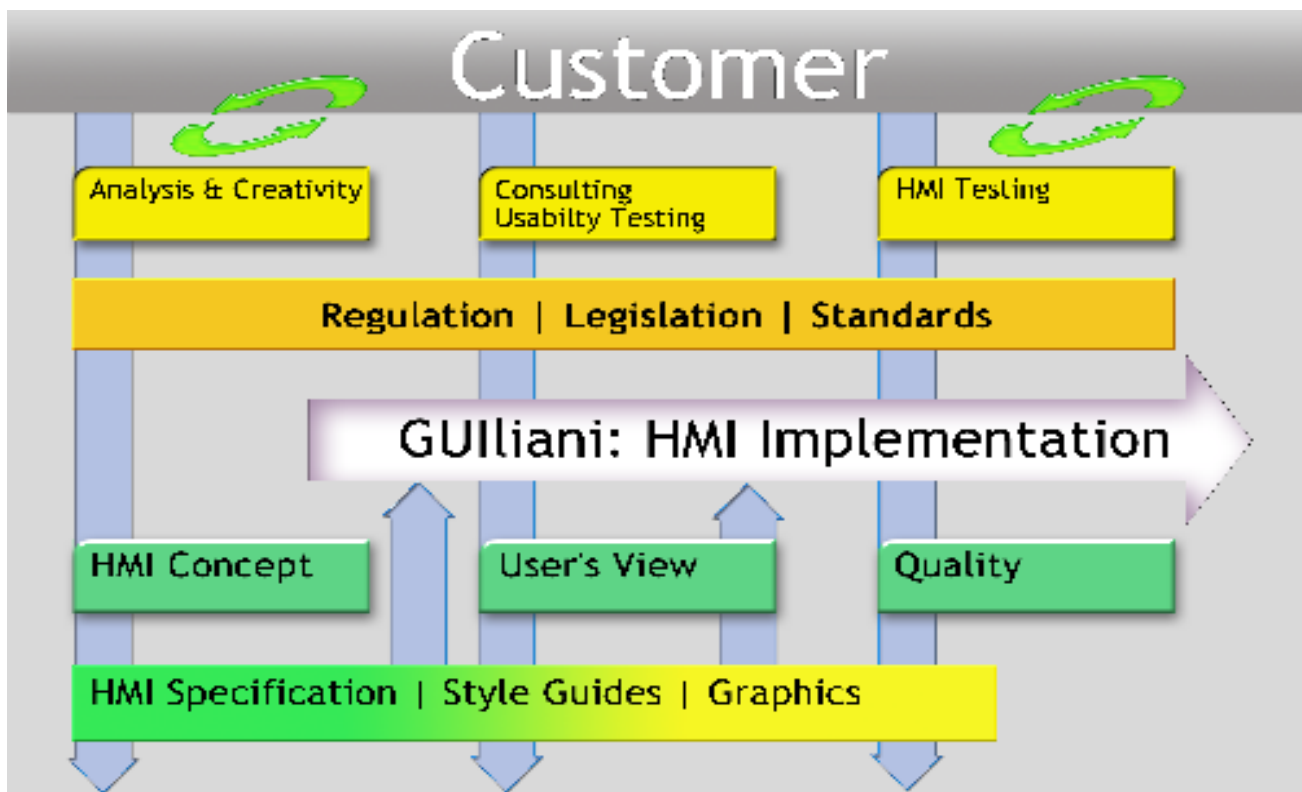 Customer
Analysis & Creativity
Consulting
Usabilty Testing
HMI Testing
Regulation | Legislation | Standards
GUIliani: HMI Implementation
HMI Concept
User's View
Quality
HMI Specification | Style Guides | Graphics